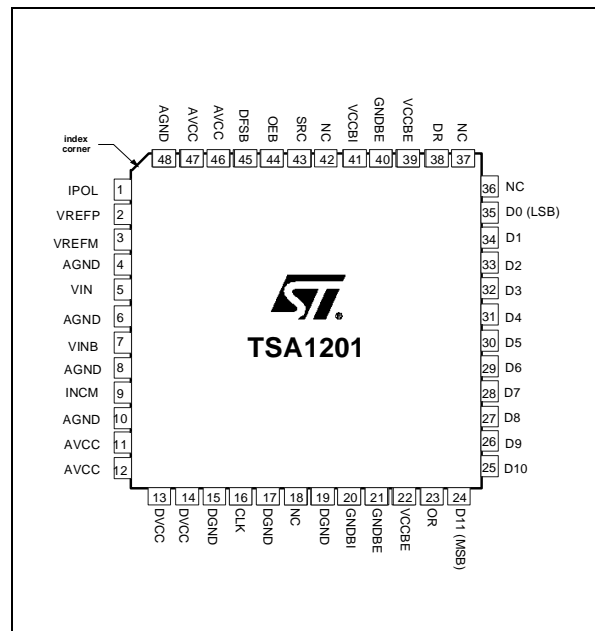 AGND AVCC AVCC DFSB OEB SRC NC VCCBI GNDBE VCCBE DR NC
index
corner
48 47 46 45 44 43 42 41 40 39 38 37
IPOL 1
VREFP 2
VREFM 3
AGND 4
VIN 5
AGND 6
VINB 7
AGND 8
INCM 9
AGND 10
AVCC 11
AVCC 12
ST
TSA1201
36 NC
35 D0 (LSB)
34 D1
33 D2
32 D3
31 D4
30 D5
29 D6
28 D7
27 D8
26 D9
25 D10
13 14 15 16 17 18 19 20 21 22 23 24
DVCC DVCC DGND CLK DGND NC DGND GNDBI GNDBE VCCBE OR D11 (MSB)